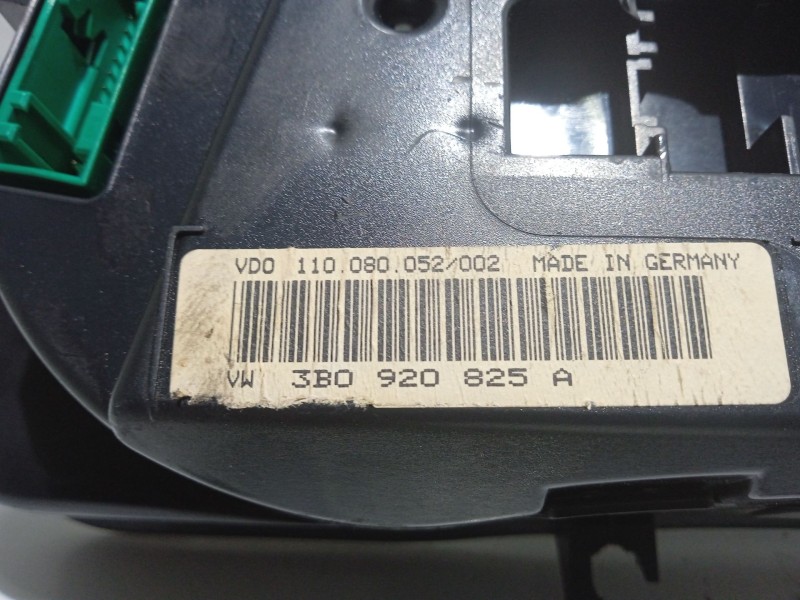 VDO 110.080.052/002 MADE IN GERMANY
VW 3B0 920 825 A